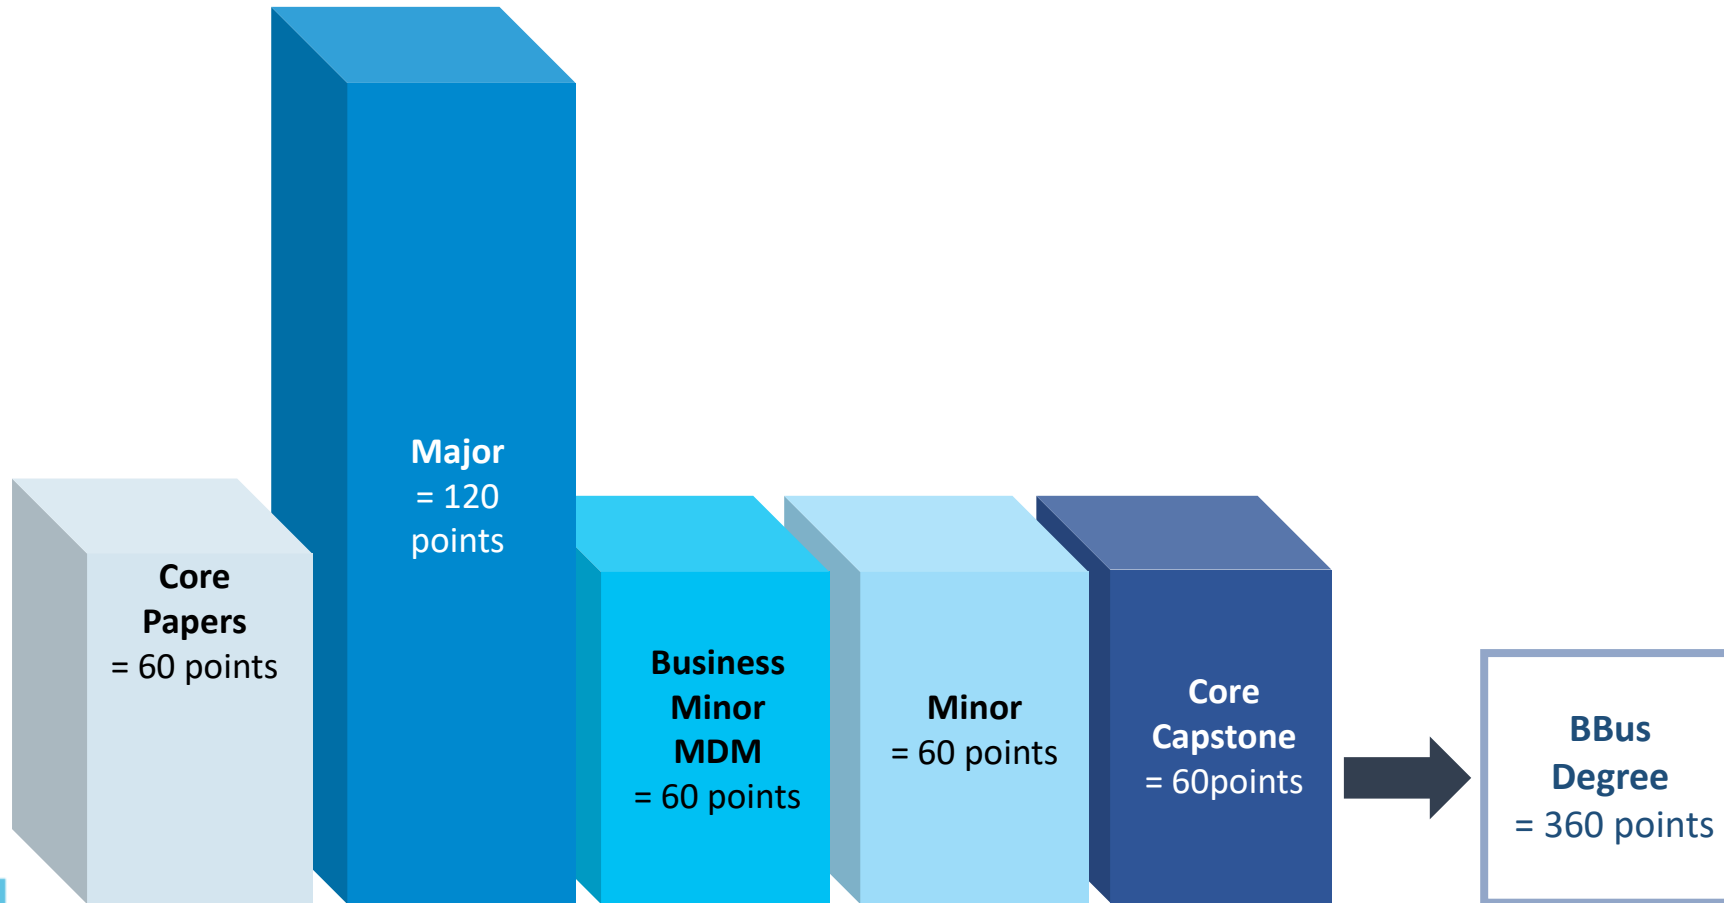 Core
Papers
= 60 points
Major
= 120
points
Business
Minor
MDM
= 60 points
Minor
= 60 points
Core
Capstone
= 60points
BBus
Degree
= 360 points